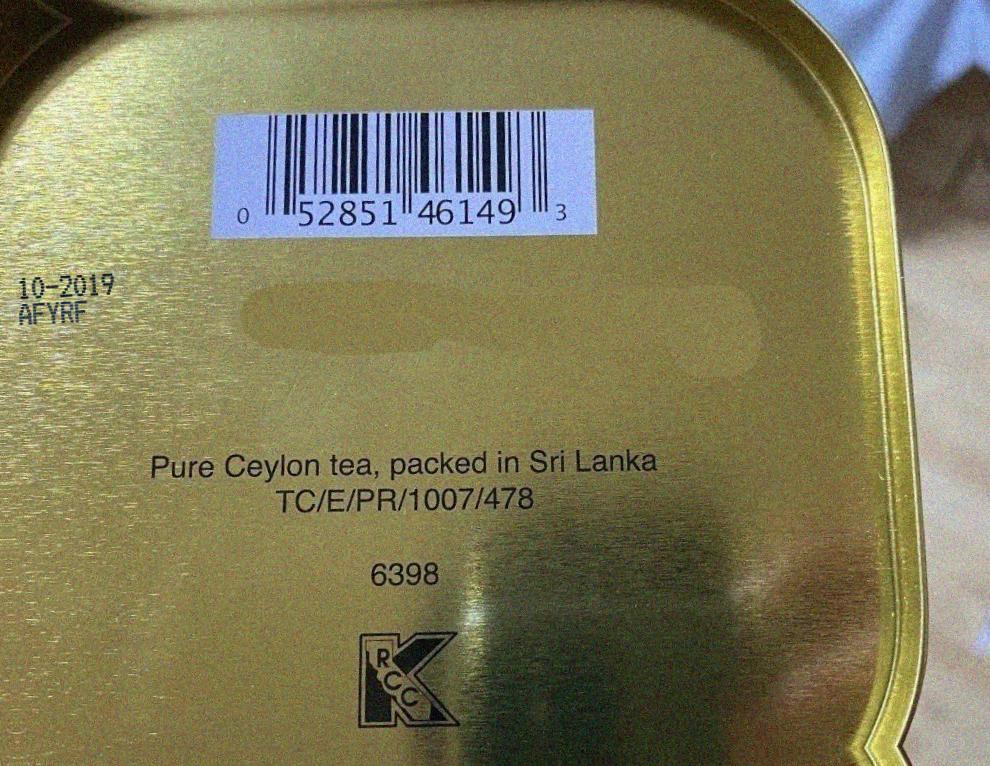 0 52851 46149 3
10-2019
AFYRF
Pure Ceylon tea, packed in Sri Lanka
TC/E/PR/1007/478
6398
K
RCC